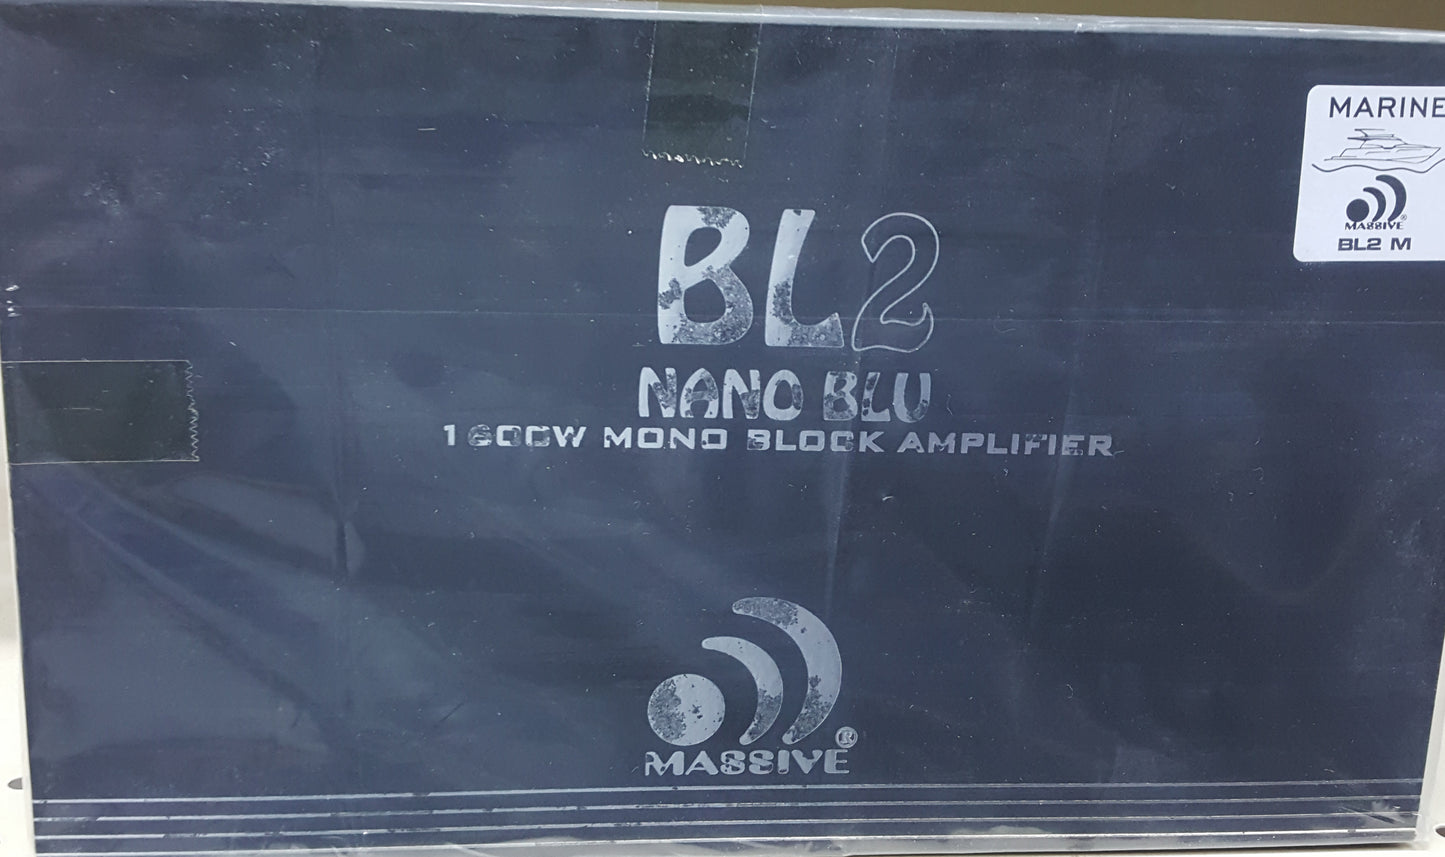 MARINE
MASSIVE®
BL2 M
BL2
NANO BLU
1600W MONO BLOCK AMPLIFIER
MASSIVE®